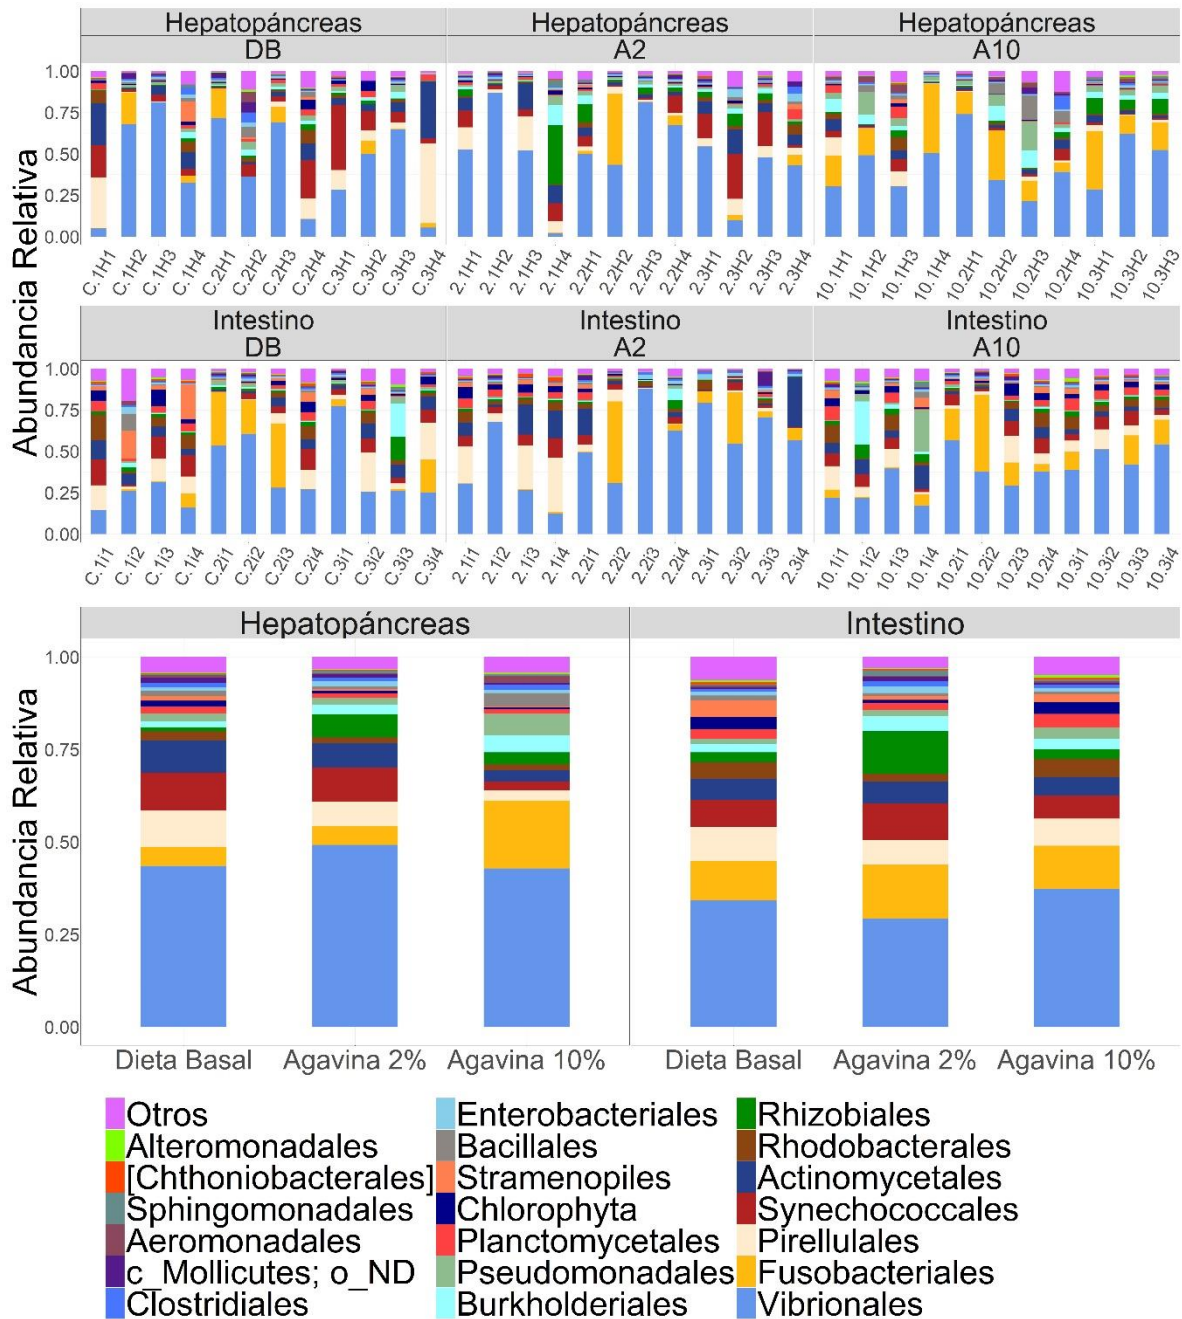 Hepatopáncreas Hepatopáncreas Hepatopáncreas
DB A2 A10
Abundancia Relativa
1.00
0.75
0.50
0.25
0.00
C.1H1 C.1H2 C.1H3 C.1H4 C.2H1 C.2H2 C.2H3 C.2H4 C.3H1 C.3H2 C.3H3 C.3H4 2.1H1 2.1H2 2.1H3 2.1H4 2.2H1 2.2H2 2.2H3 2.2H4 2.3H1 2.3H2 2.3H3 2.3H4 10.1H1 10.1H2 10.1H3 10.1H4 10.2H1 10.2H2 10.2H3 10.2H4 10.3H1 10.3H2 10.3H3
Intestino Intestino Intestino
DB A2 A10
1.00
0.75
0.50
0.25
0.00
C.1i1 C.1i2 C.1i3 C.1i4 C.2i1 C.2i2 C.2i3 C.2i4 C.3i1 C.3i2 C.3i3 C.3i4 2.1i1 2.1i2 2.1i3 2.1i4 2.2i1 2.2i2 2.2i3 2.2i4 2.3i1 2.3i2 2.3i3 2.3i4 10.1i1 10.1i2 10.1i3 10.1i4 10.2i1 10.2i2 10.2i3 10.2i4 10.3i1 10.3i2 10.3i3 10.3i4
Hepatopáncreas Intestino
Abundancia Relativa
1.00
0.75
0.50
0.25
0.00
Dieta Basal Agavina 2% Agavina 10% Dieta Basal Agavina 2% Agavina 10%
Otros Enterobacteriales Rhizobiales
Alteromonadales Bacillales Rhodobacterales
[Chthoniobacterales] Stramenopiles Actinomycetales
Sphingomonadales Chlorophyta Synechococcales
Aeromonadales Planctomycetales Pirellulales
c_Mollicutes; o_ND Pseudomonadales Fusobacteriales
Clostridiales Burkholderiales Vibrionales